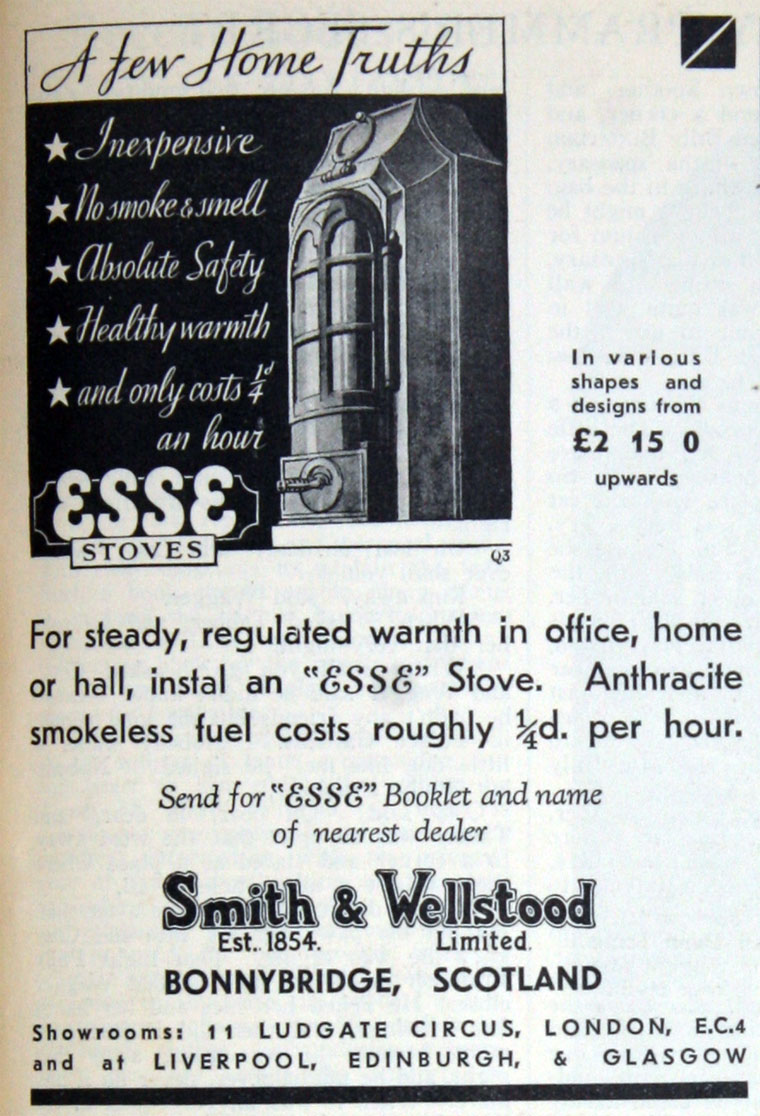 A few Home Truths
★ Inexpensive
★ No smoke & smell
★ Absolute Safety
★ Healthy warmth
★ and only costs ¼d
an hour
ESSE
STOVES
Q3
In various
shapes and
designs from
£2 15 0
upwards
For steady, regulated warmth in office, home
or hall, instal an "ESSE" Stove. Anthracite
smokeless fuel costs roughly ¼d. per hour.
Send for "ESSE" Booklet and name
of nearest dealer
Smith & Wellstood
Est. 1854. Limited.
BONNYBRIDGE, SCOTLAND
Showrooms: 11 LUDGATE CIRCUS, LONDON, E.C.4
and at LIVERPOOL, EDINBURGH, & GLASGOW